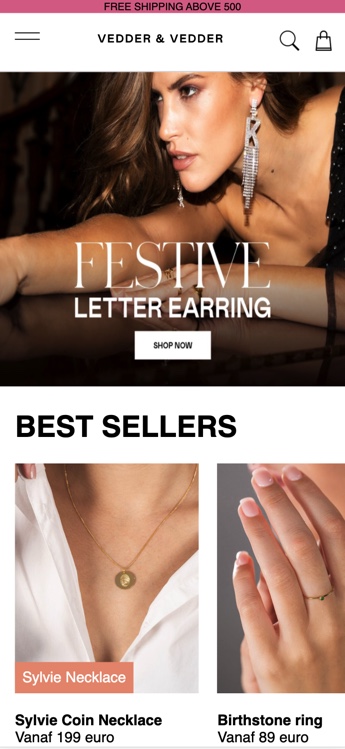 FREE SHIPPING ABOVE 500
VEDDER & VEDDER
FESTIVE
LETTER EARRING
SHOP NOW
BEST SELLERS
Sylvie Necklace
Sylvie Coin Necklace
Birthstone ring
Vanaf 199 euro
Vanaf 89 euro